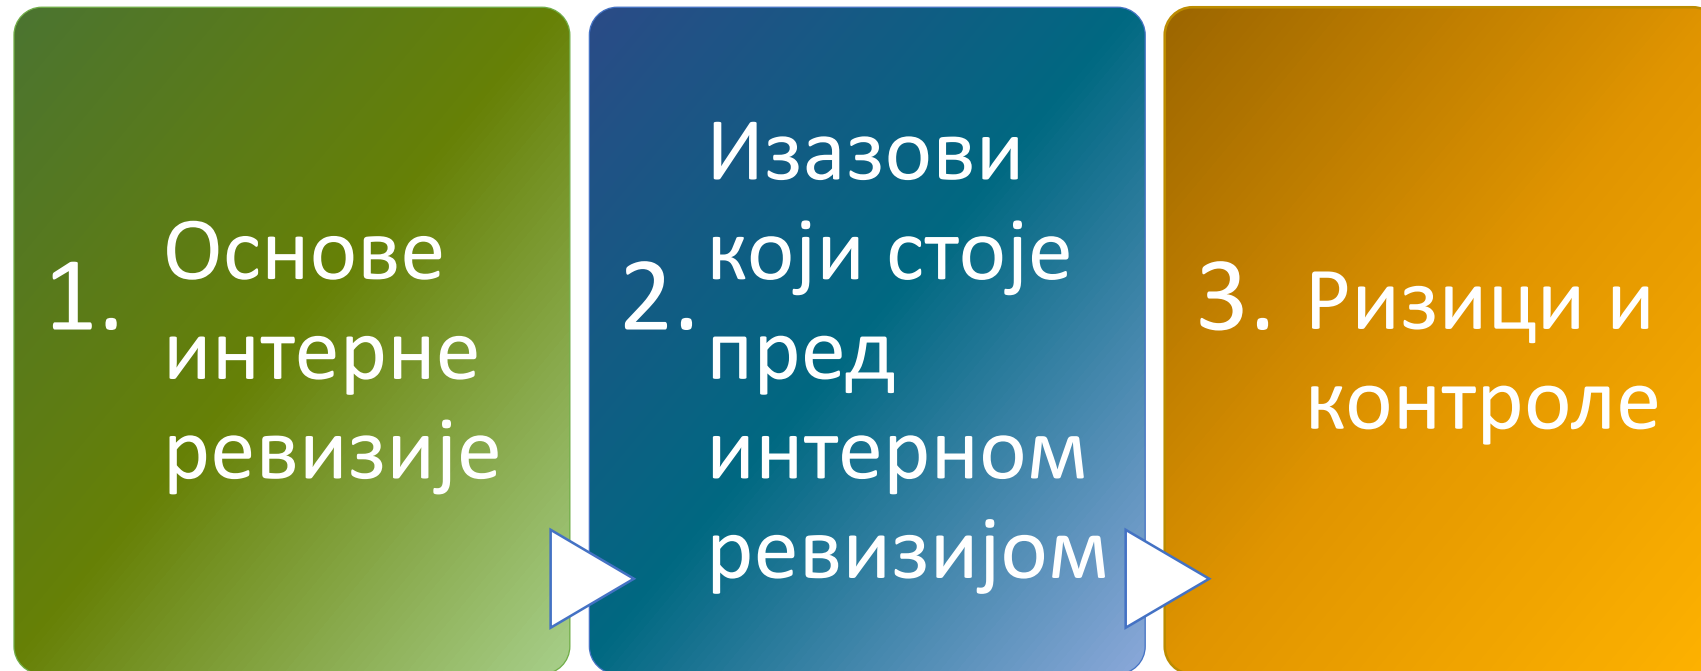 1.
Основе
интерне
ревизије
2.
Изазови
који стоје
пред
интерном
ревизијом
3.
Ризици и
контроле